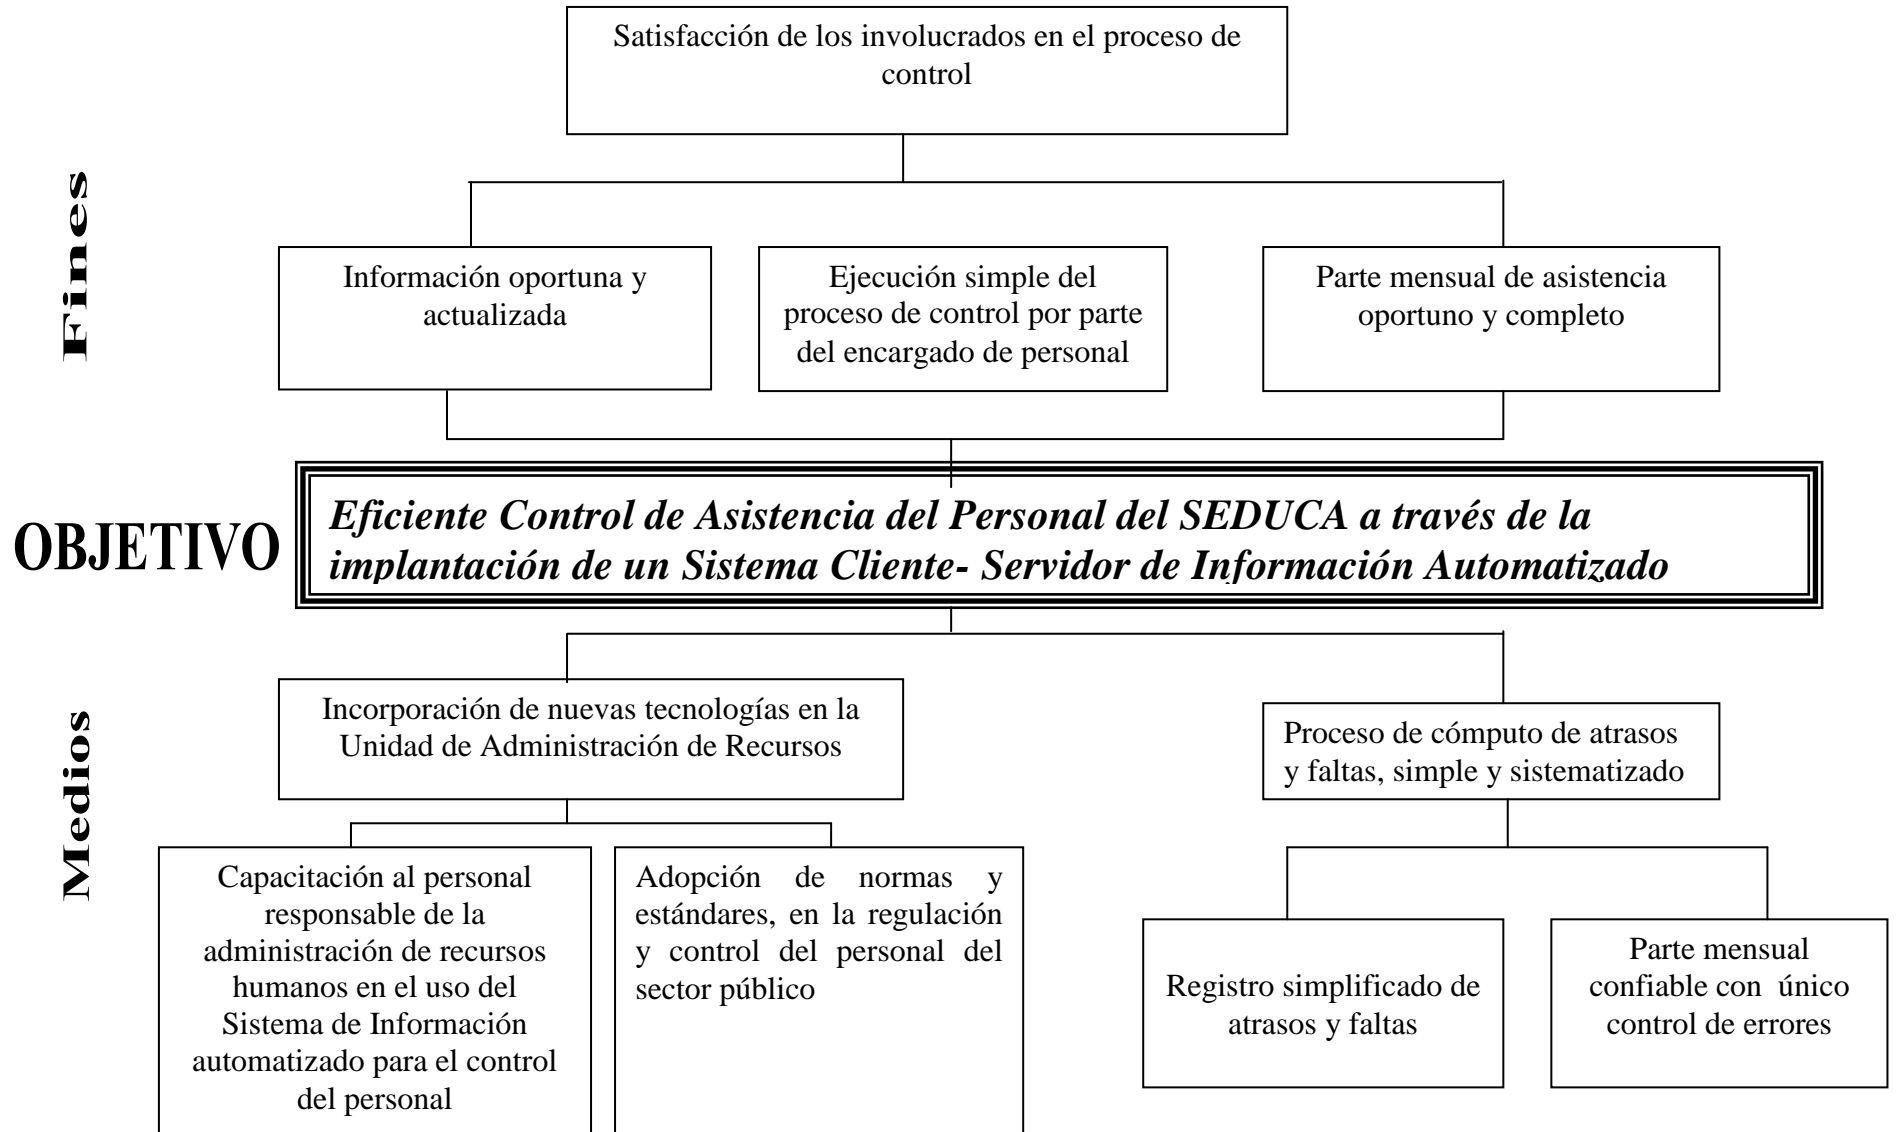 Satisfacción de los involucrados en el proceso de
control
Fines
Información oportuna y
actualizada
Ejecución simple del
proceso de control por parte
del encargado de personal
Parte mensual de asistencia
oportuno y completo
OBJETIVO
Eficiente Control de Asistencia del Personal del SEDUCA a través de la
implantación de un Sistema Cliente- Servidor de Información Automatizado
Medios
Incorporación de nuevas tecnologías en la
Unidad de Administración de Recursos
Proceso de cómputo de atrasos
y faltas, simple y sistematizado
Capacitación al personal
responsable de la
administración de recursos
humanos en el uso del
Sistema de Información
automatizado para el control
del personal
Adopción de normas y
estándares, en la regulación
y control del personal del
sector público
Registro simplificado de
atrasos y faltas
Parte mensual
confiable con  único
control de errores